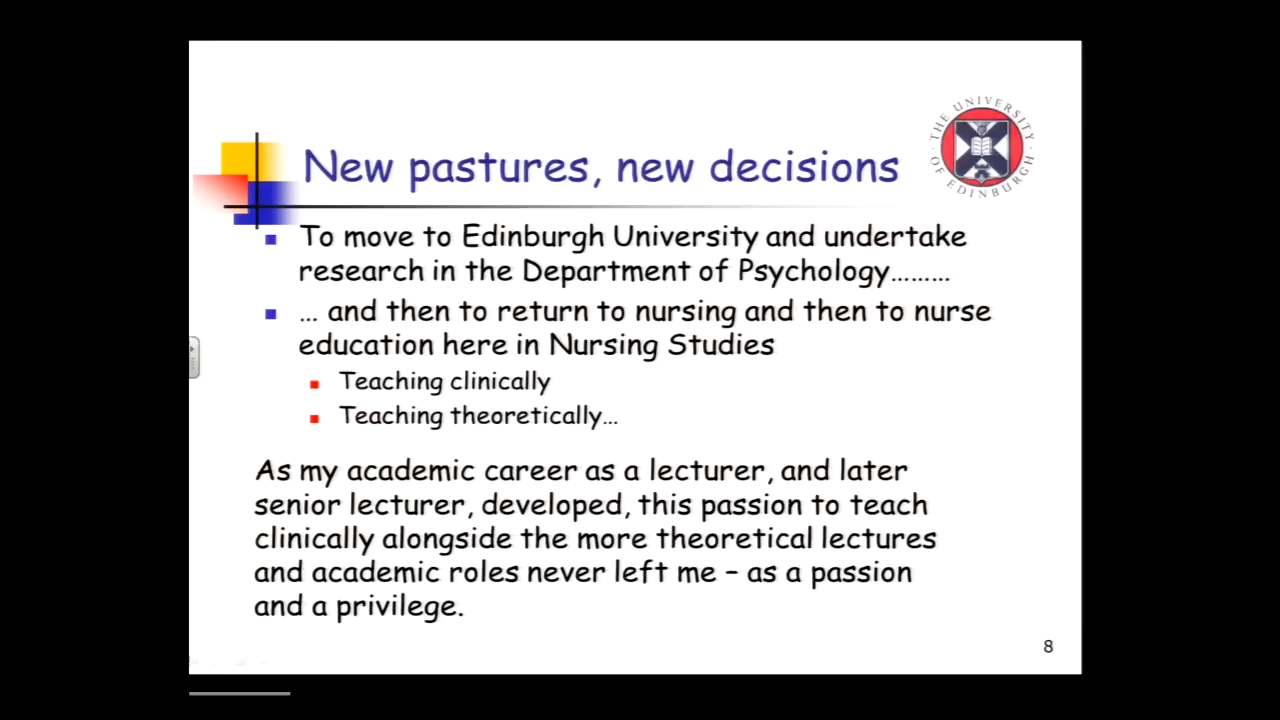 New pastures, new decisions
THE UNIVERSITY OF EDINBURGH
To move to Edinburgh University and undertake
research in the Department of Psychology………
… and then to return to nursing and then to nurse
education here in Nursing Studies
Teaching clinically
Teaching theoretically…
As my academic career as a lecturer, and later
senior lecturer, developed, this passion to teach
clinically alongside the more theoretical lectures
and academic roles never left me – as a passion
and a privilege.
8